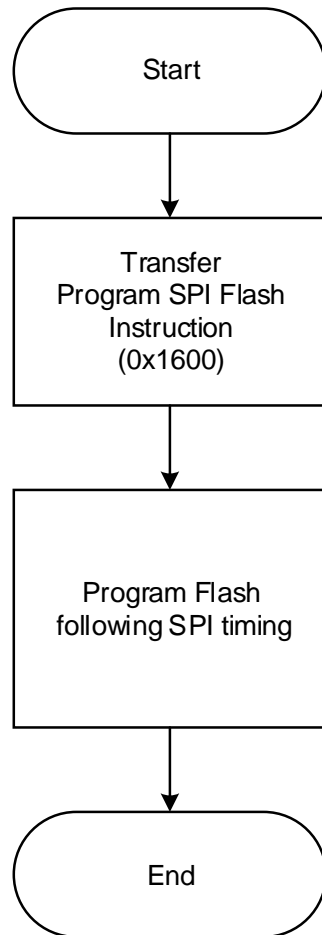 Start
Transfer
Program SPI Flash
Instruction
(0x1600)
Program Flash
following SPI timing
End